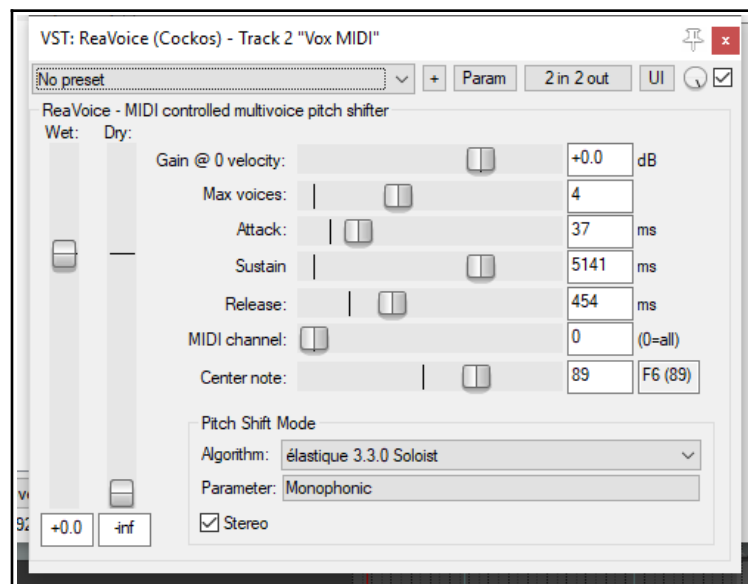 VST: ReaVoice (Cockos) - Track 2 "Vox MIDI"
No preset + Param 2 in 2 out UI
ReaVoice - MIDI controlled multivoice pitch shifter
Wet: Dry:
Gain @ 0 velocity: +0.0 dB
Max voices: 4
Attack: 37 ms
Sustain 5141 ms
Release: 454 ms
MIDI channel: 0 (0=all)
Center note: 89 F6 (89)
Pitch Shift Mode
Algorithm: élastique 3.3.0 Soloist
Parameter: Monophonic
Stereo
+0.0 -inf
92